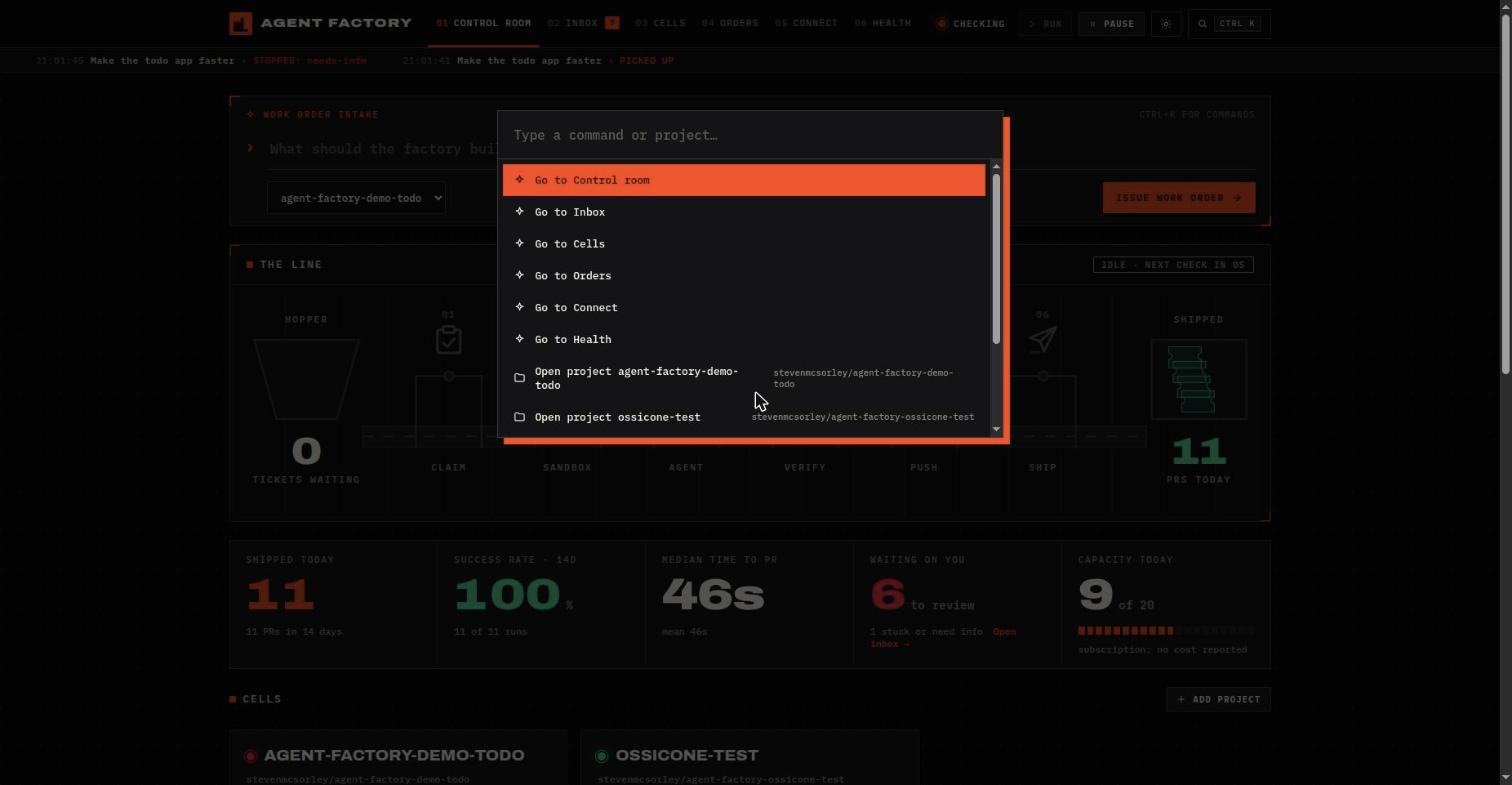 AGENT FACTORY
01 CONTROL ROOM
02 INBOX 7
03 CELLS
04 ORDERS
05 CONNECT
06 HEALTH
CHECKING
RUN
PAUSE
CTRL K
21:01:45 Make the todo app faster › STOPPED: needs-info
21:01:41 Make the todo app faster › PICKED UP
WORK ORDER INTAKE
CTRL+K FOR COMMANDS
What should the factory bui
agent-factory-demo-todo
ISSUE WORK ORDER →
Type a command or project…
Go to Control room
Go to Inbox
Go to Cells
Go to Orders
Go to Connect
Go to Health
Open project agent-factory-demo-
todo
stevenmcsorley/agent-factory-demo-
todo
Open project ossicone-test
stevenmcsorley/agent-factory-ossicone-test
THE LINE
IDLE · NEXT CHECK IN 0S
HOPPER
01
06
SHIPPED
0
TICKETS WAITING
CLAIM
SANDBOX
AGENT
VERIFY
PUSH
SHIP
11
PRS TODAY
SHIPPED TODAY
11
11 PRs in 14 days
SUCCESS RATE · 14D
100 %
11 of 11 runs
MEDIAN TIME TO PR
46s
mean 46s
WAITING ON YOU
6 to review
1 stuck or need info Open
inbox →
CAPACITY TODAY
9 of 20
subscription: no cost reported
CELLS
+ ADD PROJECT
AGENT-FACTORY-DEMO-TODO
stevenmcsorley/agent-factory-demo-todo
OSSICONE-TEST
stevenmcsorley/agent-factory-ossicone-test